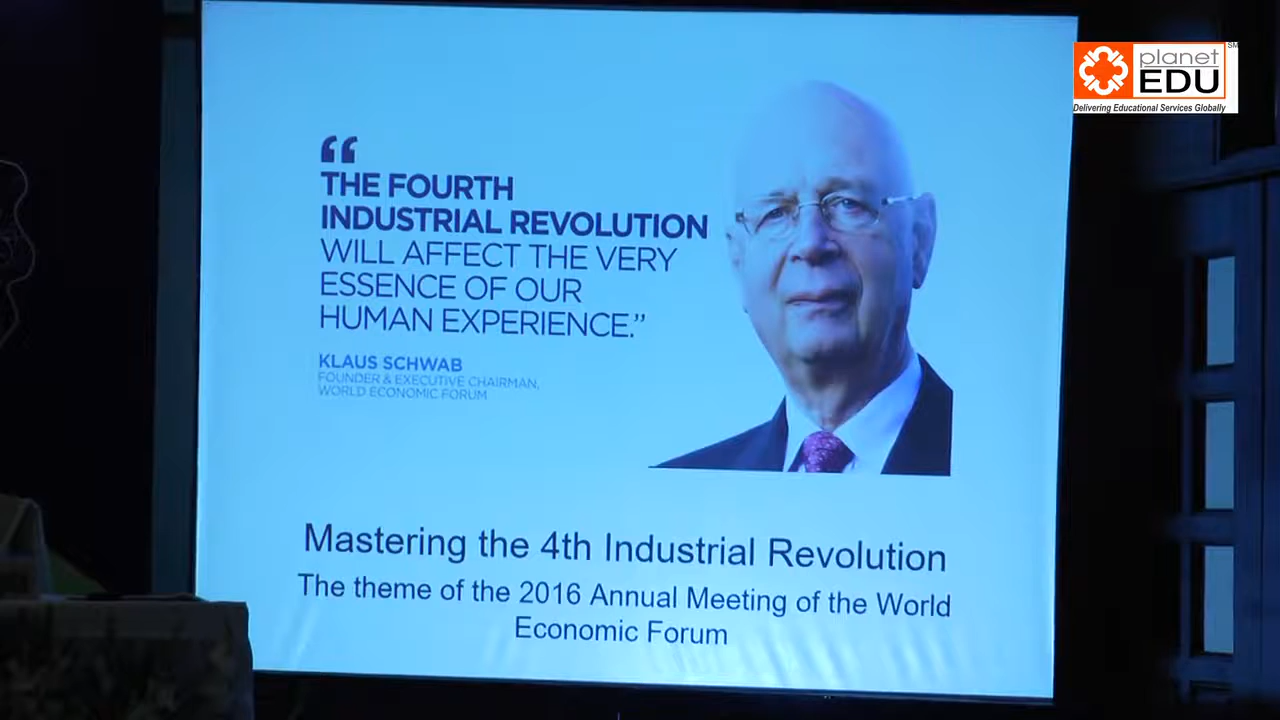 planet
SM
EDU
Delivering Educational Services Globally
“
THE FOURTH
INDUSTRIAL REVOLUTION
WILL AFFECT THE VERY
ESSENCE OF OUR
HUMAN EXPERIENCE.”
KLAUS SCHWAB
FOUNDER & EXECUTIVE CHAIRMAN,
WORLD ECONOMIC FORUM
Mastering the 4th Industrial Revolution
The theme of the 2016 Annual Meeting of the World
Economic Forum